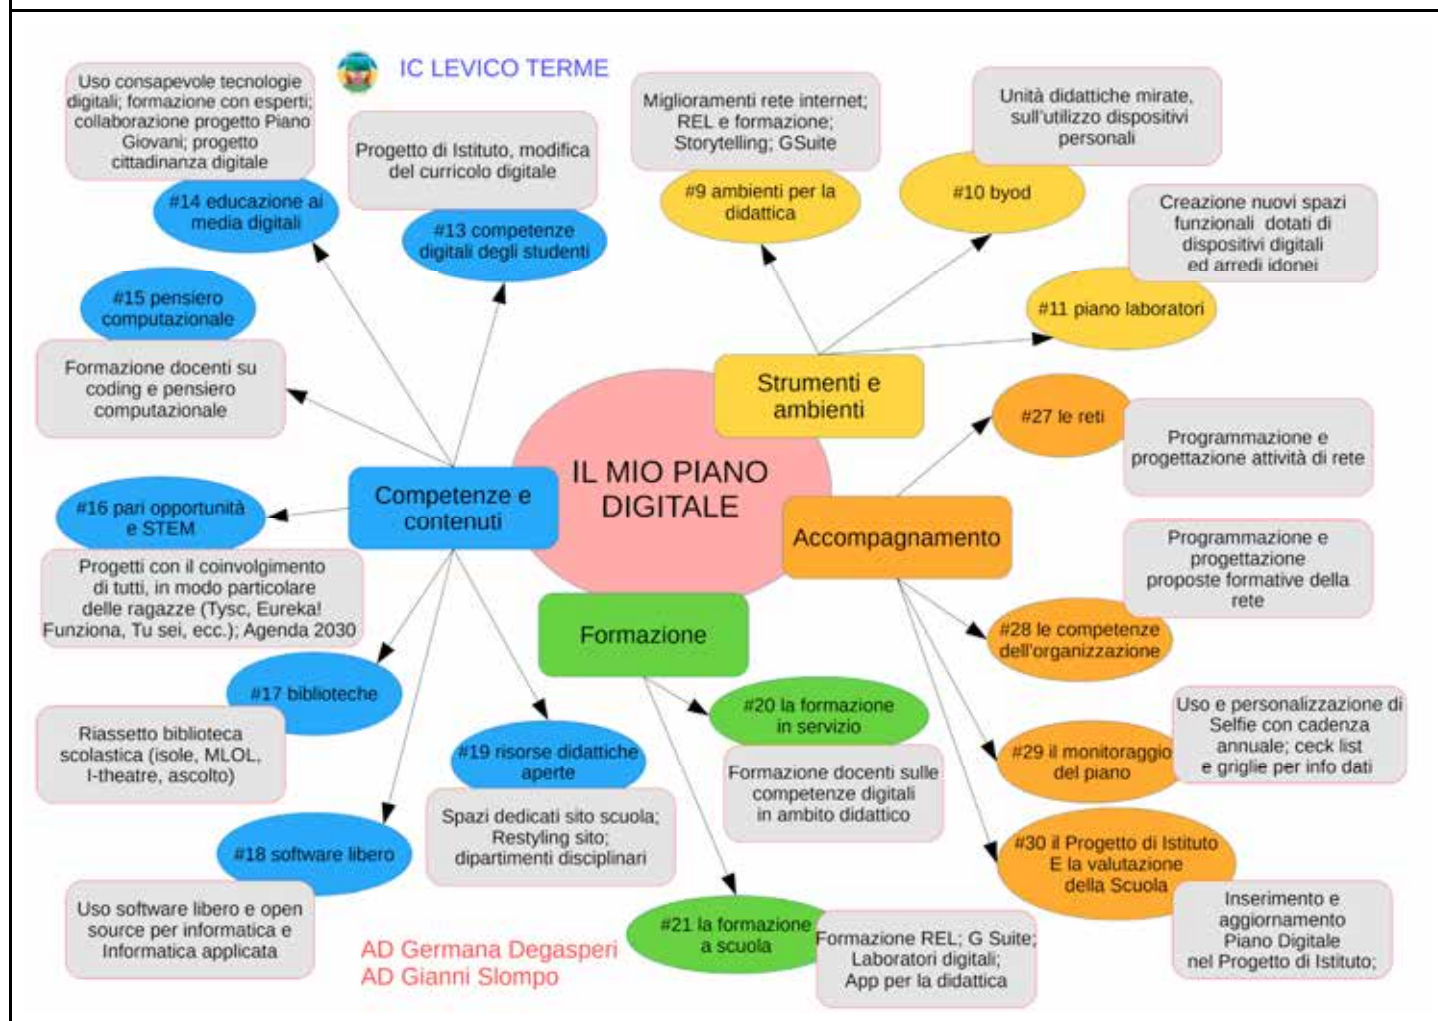 IC LEVICO TERME
Uso consapevole tecnologie
digitali; formazione con esperti;
collaborazione progetto Piano
Giovani; progetto
cittadinanza digitale
#14 educazione ai
media digitali
Progetto di Istituto, modifica
del curricolo digitale
#13 competenze
digitali degli studenti
Miglioramenti rete internet;
REL e formazione;
Storytelling; GSuite
#9 ambienti per la
didattica
Unità didattiche mirate,
sull'utilizzo dispositivi
personali
#10 byod
Creazione nuovi spazi
funzionali dotati di
dispositivi digitali
ed arredi idonei
#11 piano laboratori
#15 pensiero
computazionale
Formazione docenti su
coding e pensiero
computazionale
Strumenti e
ambienti
#27 le reti
Programmazione e
progettazione attività di rete
IL MIO PIANO
DIGITALE
Competenze e
contenuti
Accompagnamento
#16 pari opportunità
e STEM
Progetti con il coinvolgimento
di tutti, in modo particolare
delle ragazze (Tysc, Eureka!
Funziona, Tu sei, ecc.); Agenda 2030
Programmazione e
progettazione
proposte formative della
rete
#28 le competenze
dell'organizzazione
Formazione
#17 biblioteche
Riassetto biblioteca
scolastica (isole, MLOL,
I-theatre, ascolto)
#19 risorse didattiche
aperte
Spazi dedicati sito scuola;
Restyling sito;
dipartimenti disciplinari
#20 la formazione
in servizio
Formazione docenti sulle
competenze digitali
in ambito didattico
#29 il monitoraggio
del piano
Uso e personalizzazione di
Selfie con cadenza
annuale; ceck list
e griglie per info dati
#18 software libero
Uso software libero e open
source per informatica e
Informatica applicata
#30 il Progetto di Istituto
E la valutazione
della Scuola
Inserimento e
aggiornamento
Piano Digitale
nel Progetto di Istituto;
#21 la formazione
a scuola
Formazione REL; G Suite;
Laboratori digitali;
App per la didattica
AD Germana Degasperi
AD Gianni Slompo